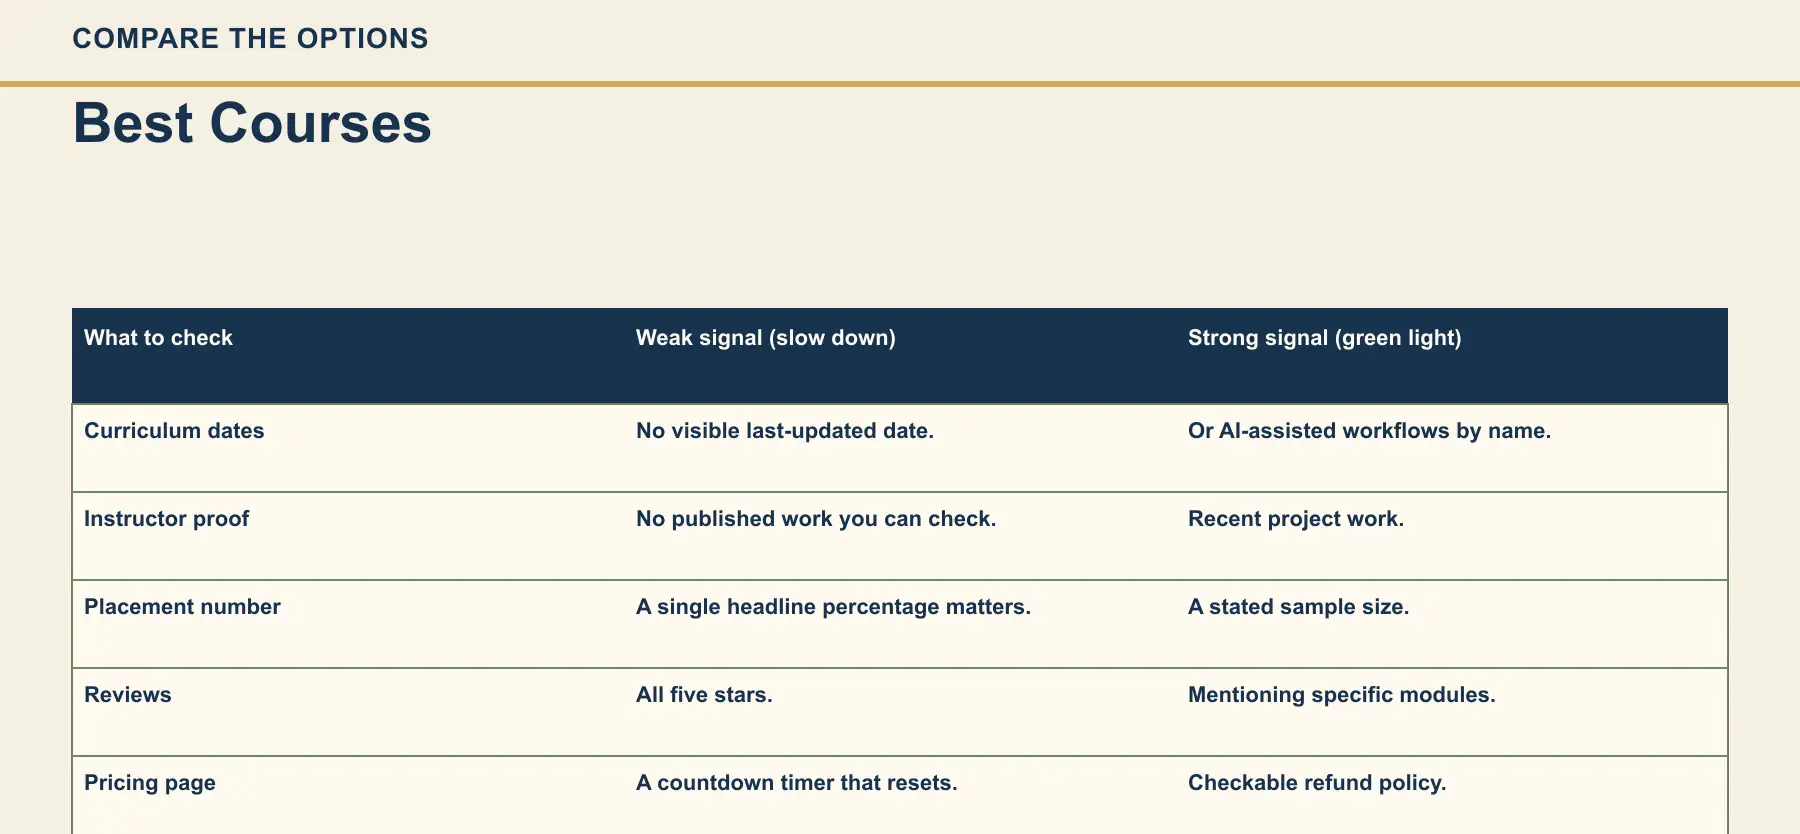 COMPARE THE OPTIONS
Best Courses
What to check Weak signal (slow down) Strong signal (green light)
Curriculum dates No visible last-updated date. Or AI-assisted workflows by name.
Instructor proof No published work you can check. Recent project work.
Placement number A single headline percentage matters. A stated sample size.
Reviews All five stars. Mentioning specific modules.
Pricing page A countdown timer that resets. Checkable refund policy.